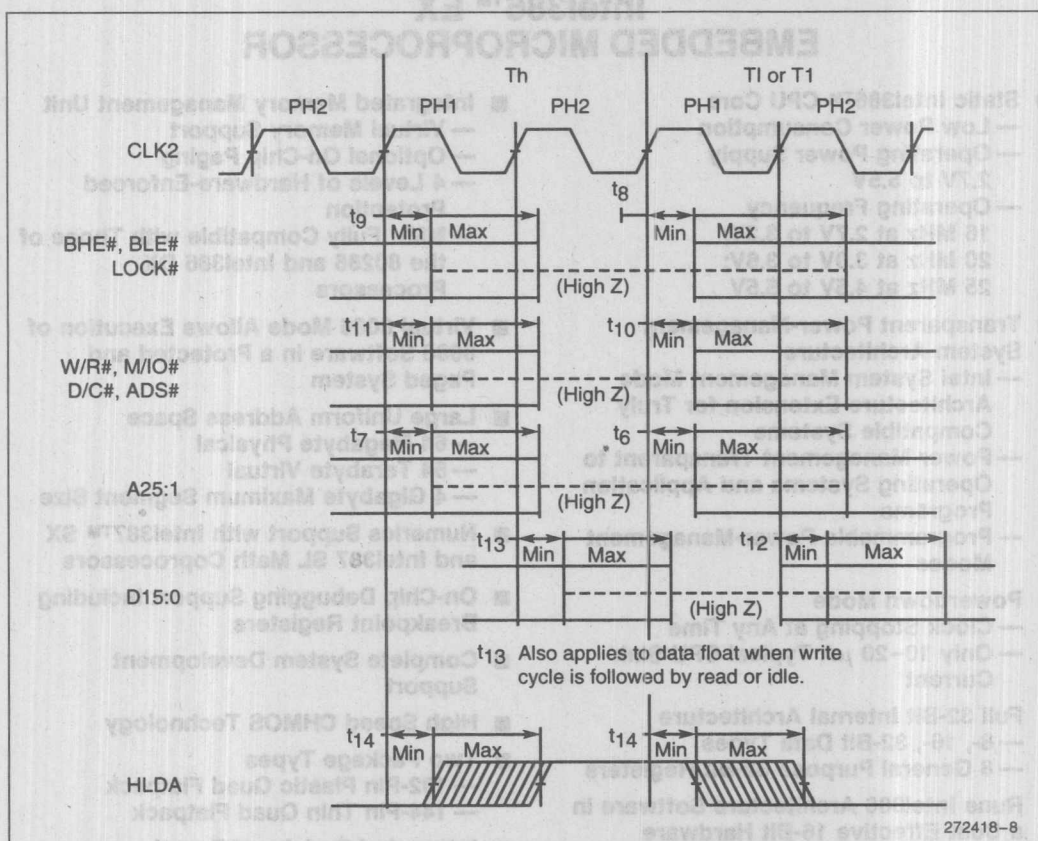 Th
TI or T1
PH2
PH1
PH2
PH1
PH2
CLK2
t9
Min
Max
t8
Min
Max
BHE#, BLE#
LOCK#
(High Z)
(High Z)
t11
Min
Max
t10
Min
Max
W/R#, M/IO#
D/C#, ADS#
(High Z)
(High Z)
t7
Min
Max
t6
Min
Max
A25:1
(High Z)
(High Z)
t13
Min
Max
t12
Min
Max
D15:0
(High Z)
t13 Also applies to data float when write
cycle is followed by read or idle.
t14
Min
Max
t14
Min
Max
HLDA
272418-8